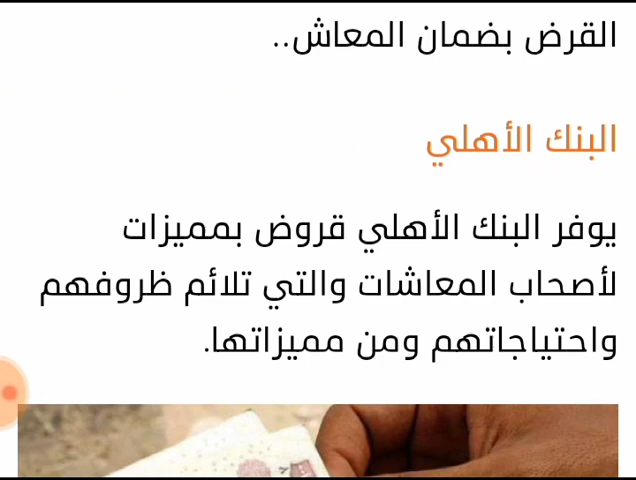 القرض بضمان المعاش..
البنك الأهلي
يوفر البنك الأهلي قروض بمميزات
لأصحاب المعاشات والتي تلائم ظروفهم
واحتياجاتهم ومن مميزاتها.